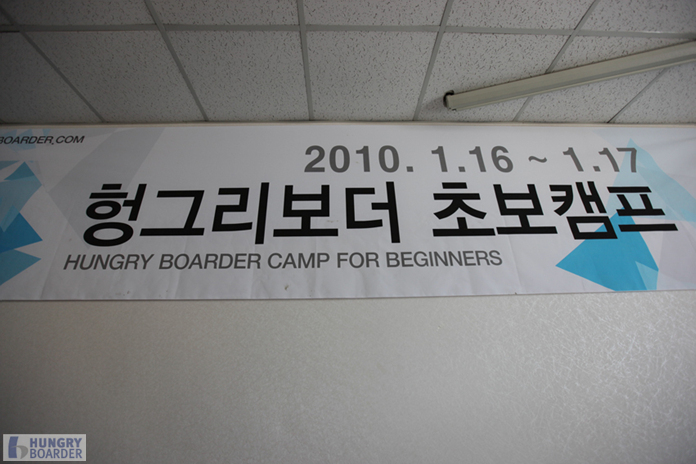 BOARDER.COM
2010. 1.16 ~ 1.17
헝그리보더 초보캠프
HUNGRY BOARDER CAMP FOR BEGINNERS
HUNGRY
BOARDER